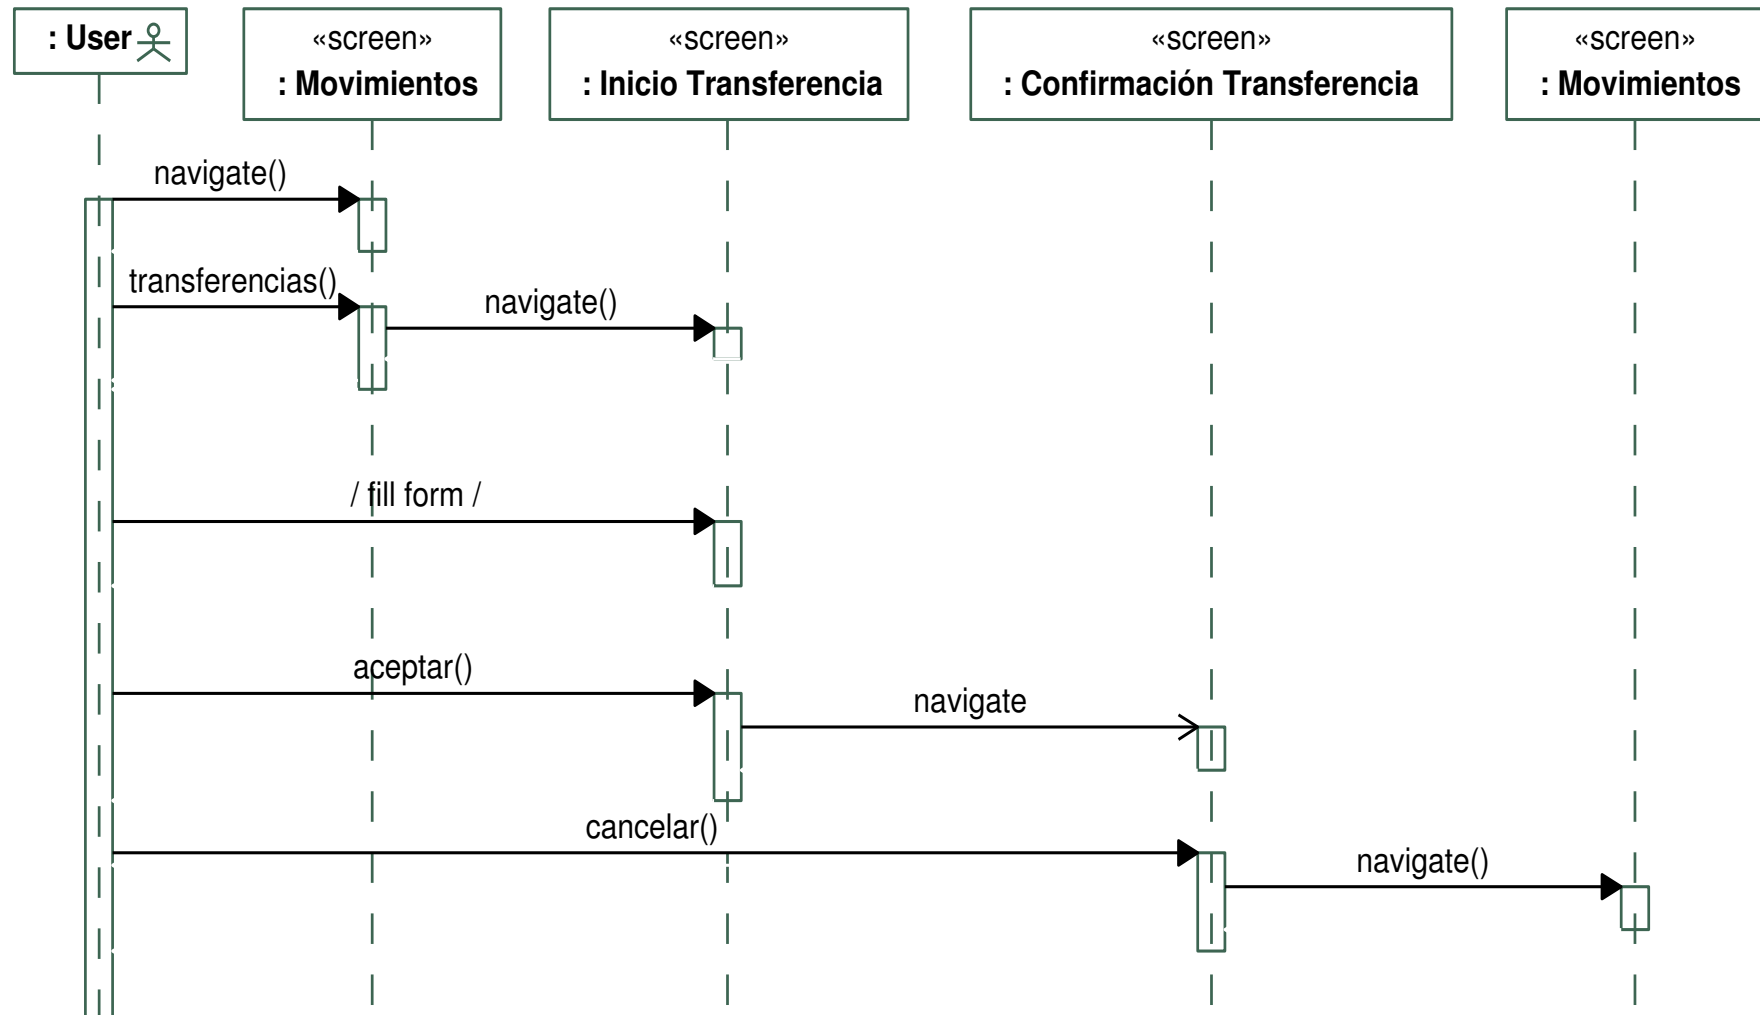 : User
«screen»
: Movimientos
«screen»
: Inicio Transferencia
«screen»
: Confirmación Transferencia
«screen»
: Movimientos
navigate()
transferencias()
navigate()
/ fill form /
aceptar()
navigate
cancelar()
navigate()